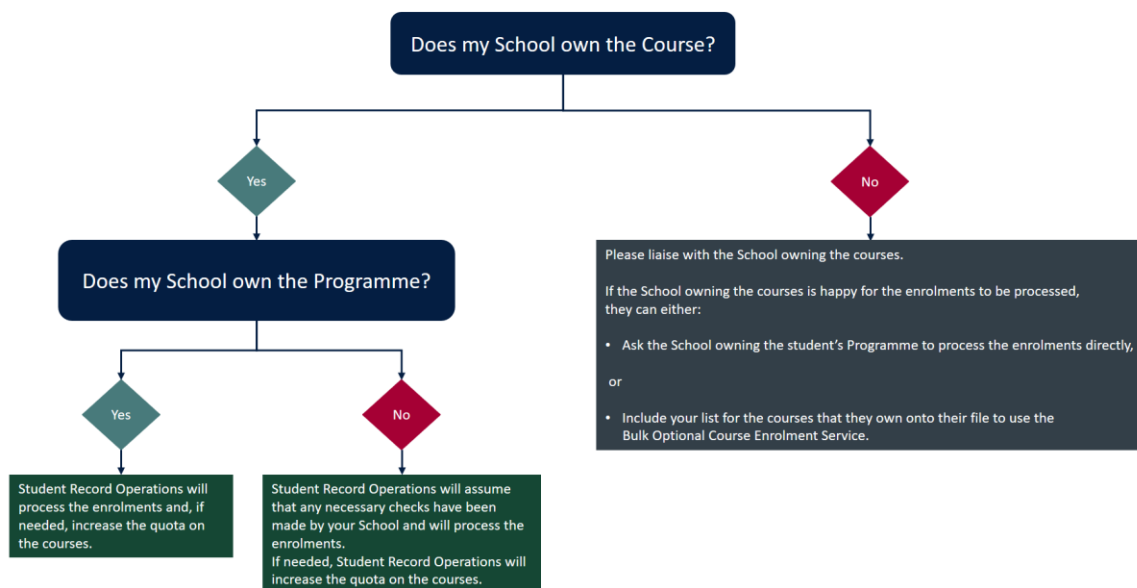 Does my School own the Course?
Yes
No
Does my School own the Programme?
Please liaise with the School owning the courses.
If the School owning the courses is happy for the enrolments to be processed,
they can either:
• Ask the School owning the student's Programme to process the enrolments directly,
or
• Include your list for the courses that they own onto their file to use the
Bulk Optional Course Enrolment Service.
Yes
No
Student Record Operations will
process the enrolments and, if
needed, increase the quota on
the courses.
Student Record Operations will assume
that any necessary checks have been
made by your School and will process the
enrolments.
If needed, Student Record Operations will
increase the quota on the courses.